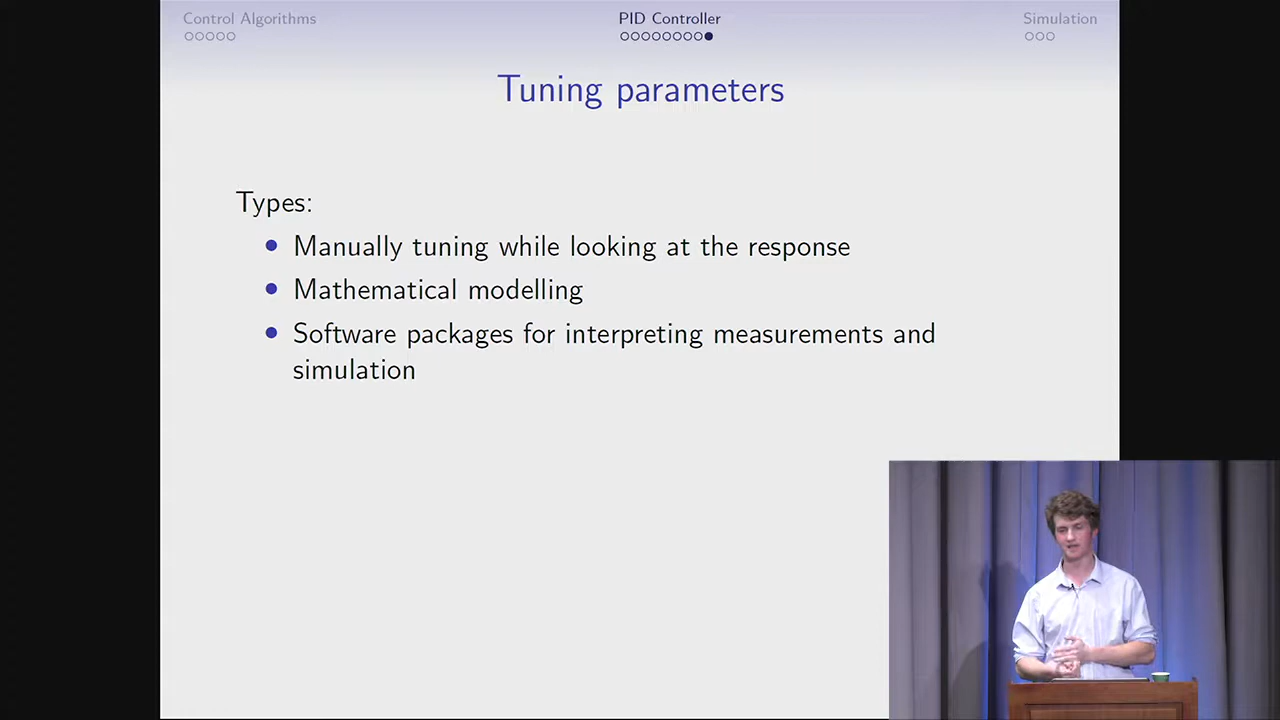 Control Algorithms
PID Controller
Simulation
Tuning parameters
Types:
Manually tuning while looking at the response
Mathematical modelling
Software packages for interpreting measurements and
simulation